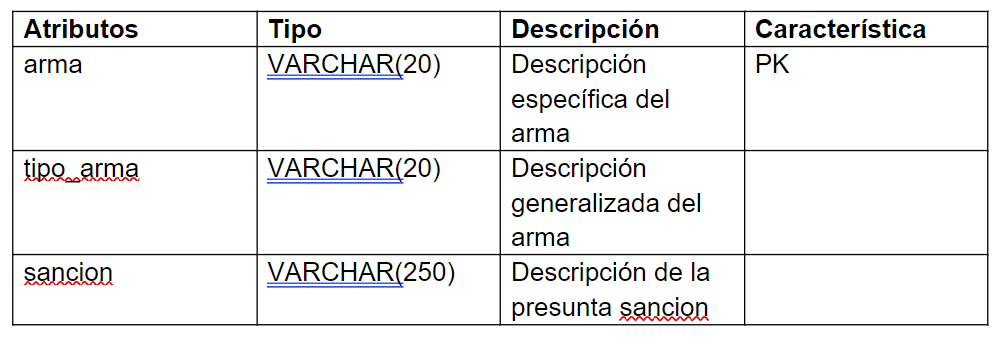 Atributos Tipo Descripción Característica
arma VARCHAR(20) Descripción PK
específica del
arma
tipo_arma VARCHAR(20) Descripción
generalizada del
arma
sancion VARCHAR(250) Descripción de la
presunta sancion